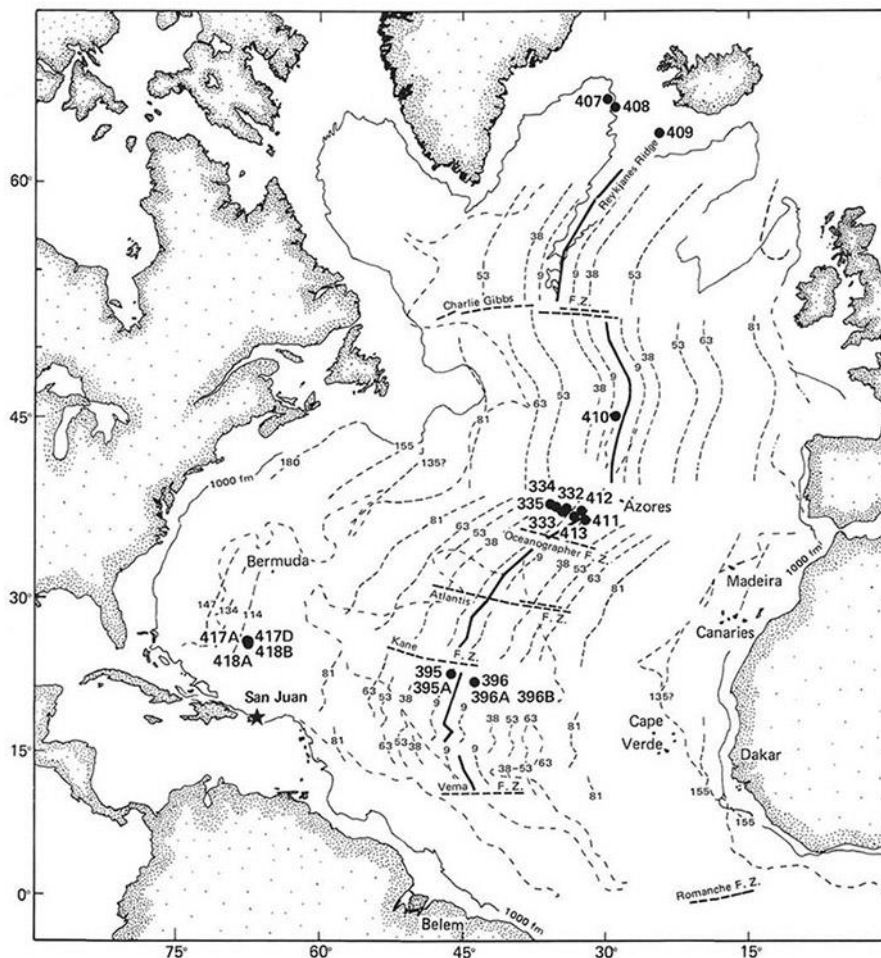 407
408
409
60°
Reykjanes Ridge
38
53
9
9
38
53
Charlie Gibbs
F. Z.
81
53
63
38
9
9
38
53
63
81
45°
410
155
180
135?
1000 fm
334
332
412
335
Azores
333
411
413
Oceanographer F. Z.
81
63
53
38
9
38
53
63
81
Bermuda
Madeira
1000 fm
30°
Atlantis
F. Z.
147
134
114
Canaries
417A
417D
418B
418A
Kane
F. Z.
395
396
395A
396A 396B
San Juan
81
63
53
38
9
9
38
53
63
81
135?
Cape
Verde
15°
81
63
53
38
9
9
38-53
63
Dakar
Vema
F. Z.
81
155
155
0°
Romanche F. Z.
1000 fm
Belem
75°
60°
45°
30°
15°